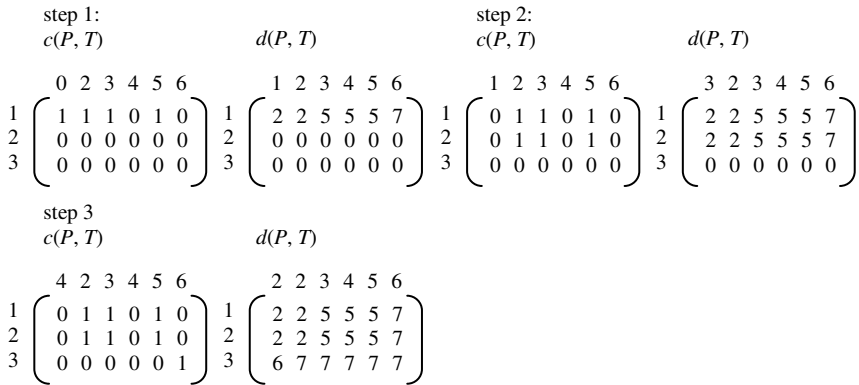 step 1:
c(P, T) d(P, T)
0 2 3 4 5 6 1 2 3 4 5 6
1 1 1 1 0 1 0 1 2 2 5 5 5 7
2 0 0 0 0 0 0 2 0 0 0 0 0 0
3 0 0 0 0 0 0 3 0 0 0 0 0 0
step 2:
c(P, T) d(P, T)
1 2 3 4 5 6 3 2 3 4 5 6
1 0 1 1 0 1 0 1 2 2 5 5 5 7
2 0 1 1 0 1 0 2 2 2 5 5 5 7
3 0 0 0 0 0 0 3 0 0 0 0 0 0
step 3
c(P, T) d(P, T)
4 2 3 4 5 6 2 2 3 4 5 6
1 0 1 1 0 1 0 1 2 2 5 5 5 7
2 0 1 1 0 1 0 2 2 2 5 5 5 7
3 0 0 0 0 0 1 3 6 7 7 7 7 7